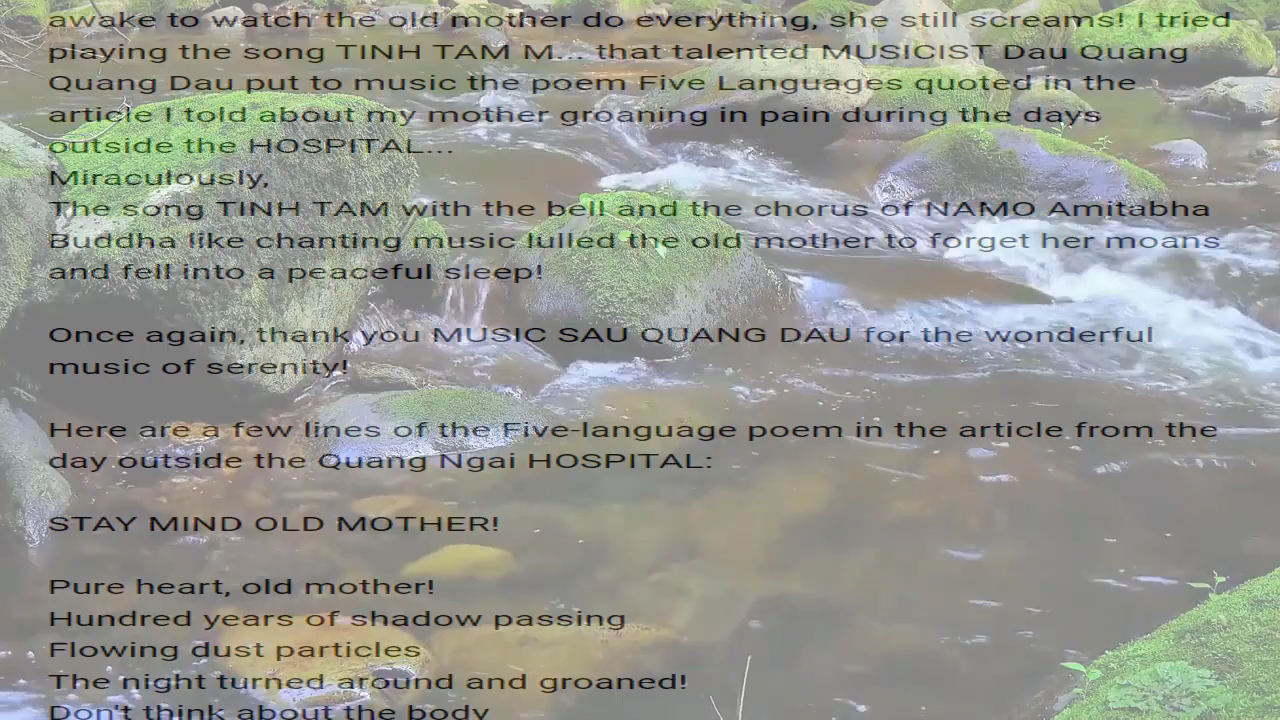 awake to watch the old mother do everything, she still screams! I tried
playing the song TINH TAM M... that talented MUSICIST Dau Quang
Quang Dau put to music the poem Five Languages quoted in the
article I told about my mother groaning in pain during the days
outside the HOSPITAL...
Miraculously,
The song TINH TAM with the bell and the chorus of NAMO Amitabha
Buddha like chanting music lulled the old mother to forget her moans
and fell into a peaceful sleep!
Once again, thank you MUSIC SAU QUANG DAU for the wonderful
music of serenity!
Here are a few lines of the Five-language poem in the article from the
day outside the Quang Ngai HOSPITAL:
STAY MIND OLD MOTHER!
Pure heart, old mother!
Hundred years of shadow passing
Flowing dust particles
The night turned around and groaned!
Don't think about the body